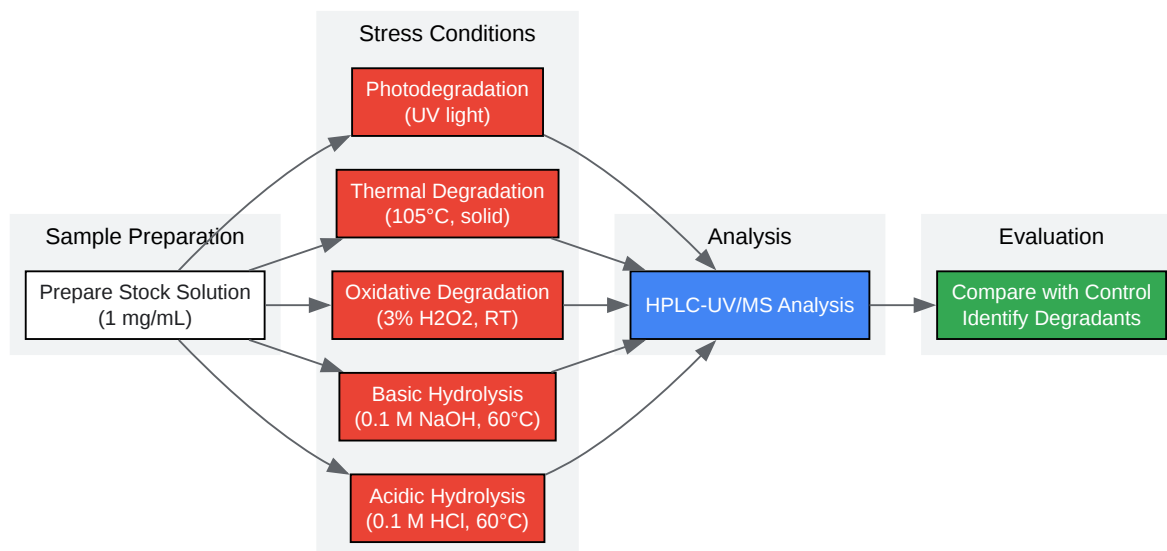 Stress Conditions
Photodegradation
(UV light)
Thermal Degradation
(105°C, solid)
Sample Preparation
Prepare Stock Solution
(1 mg/mL)
Oxidative Degradation
(3% H2O2, RT)
Basic Hydrolysis
(0.1 M NaOH, 60°C)
Acidic Hydrolysis
(0.1 M HCl, 60°C)
Analysis
HPLC-UV/MS Analysis
Evaluation
Compare with Control
Identify Degradants